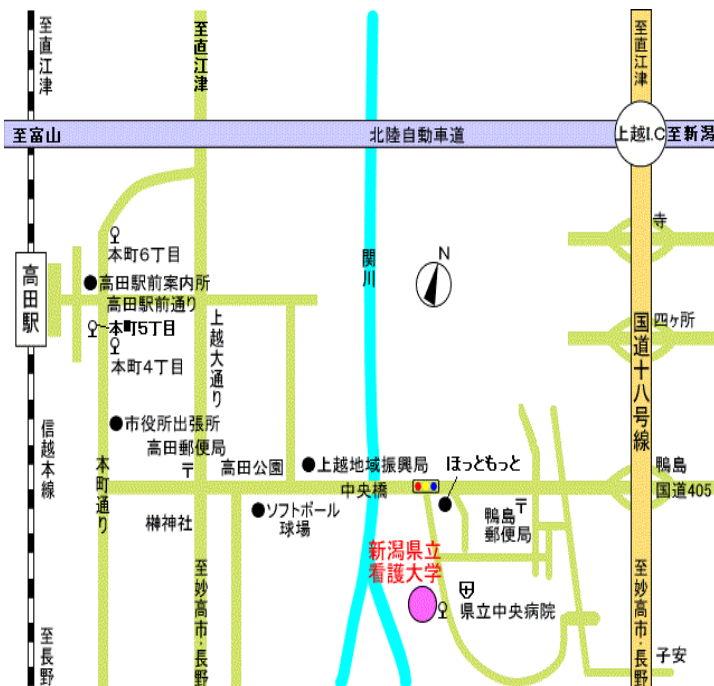 至直江津
至直江津
至直江津
至富山
北陸自動車道
上越I.C
至新潟
寺
本町6丁目
関川
N
高田駅
高田駅前案内所
高田駅前通り
本町5丁目
本町4丁目
上越大通り
国道十八号線
四ヶ所
市役所出張所
高田郵便局
〒
信越本線
本町通り
高田公園
上越地域振興局
ほっともっと
中央橋
鴨島
国道405
榊神社
ソフトボール
球場
〒
鴨島
郵便局
新潟県立
看護大学
県立中央病院
至妙高市・長野
至妙高市・長野
至長野
子安